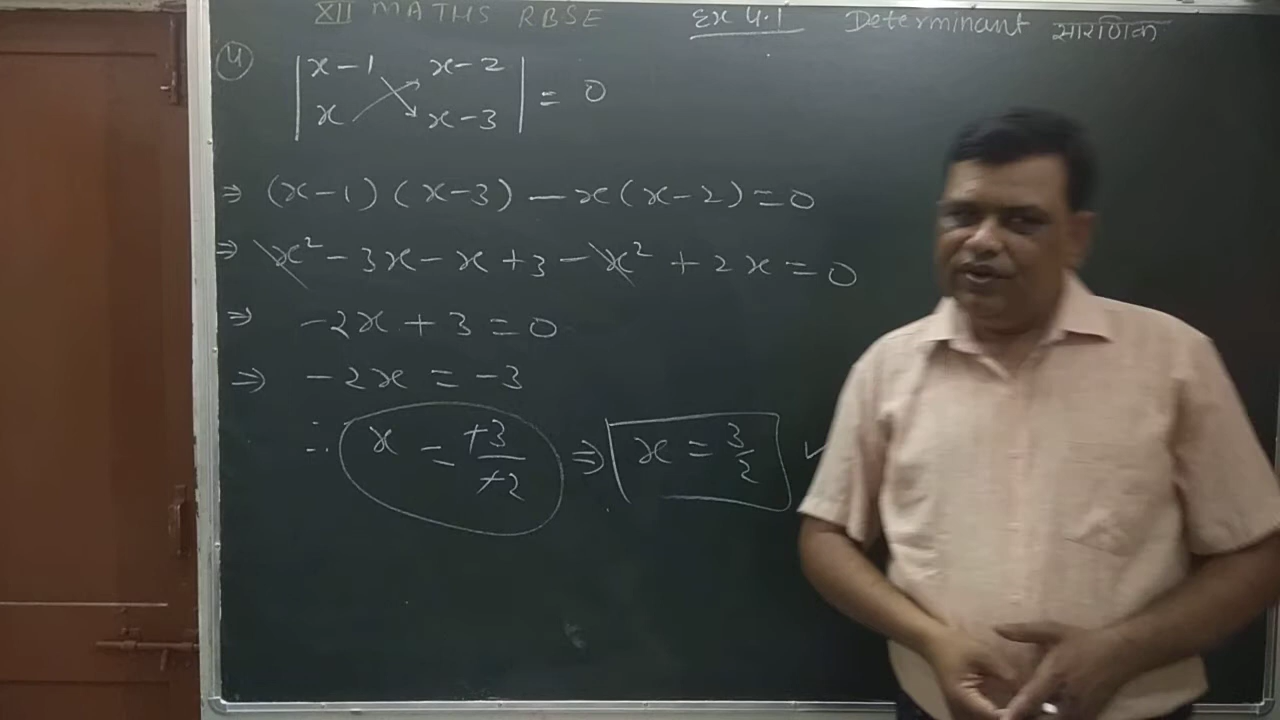 XII MATHS RBSE Ex 4.1 Determinant सारणिक
4 | x-1 x-2 |
| x x-3 | = 0
⇒ (x-1)(x-3) - x(x-2) = 0
⇒ x² - 3x - x + 3 - x² + 2x = 0
⇒ -2x + 3 = 0
⇒ -2x = -3
∴ x = -3/-2 ⇒ x = 3/2 ✓